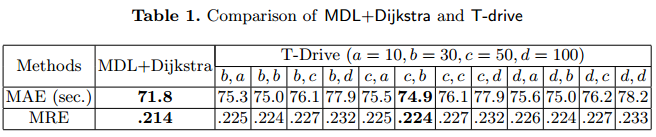 Table 1. Comparison of MDL+Dijkstra and T-drive
Methods MDL+Dijkstra T-Drive (a = 10, b = 30, c = 50, d = 100)
b, a b, b b, c b, d c, a c, b c, c c, d d, a d, b d, c d, d
MAE (sec.) 71.8 75.3 75.0 76.1 77.9 75.5 74.9 76.1 77.9 75.6 75.0 76.2 78.2
MRE .214 .225 .224 .227 .232 .225 .224 .227 .232 .226 .224 .227 .233